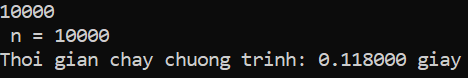 10000
n = 10000
Thoi gian chay chuong trinh: 0.118000 giay